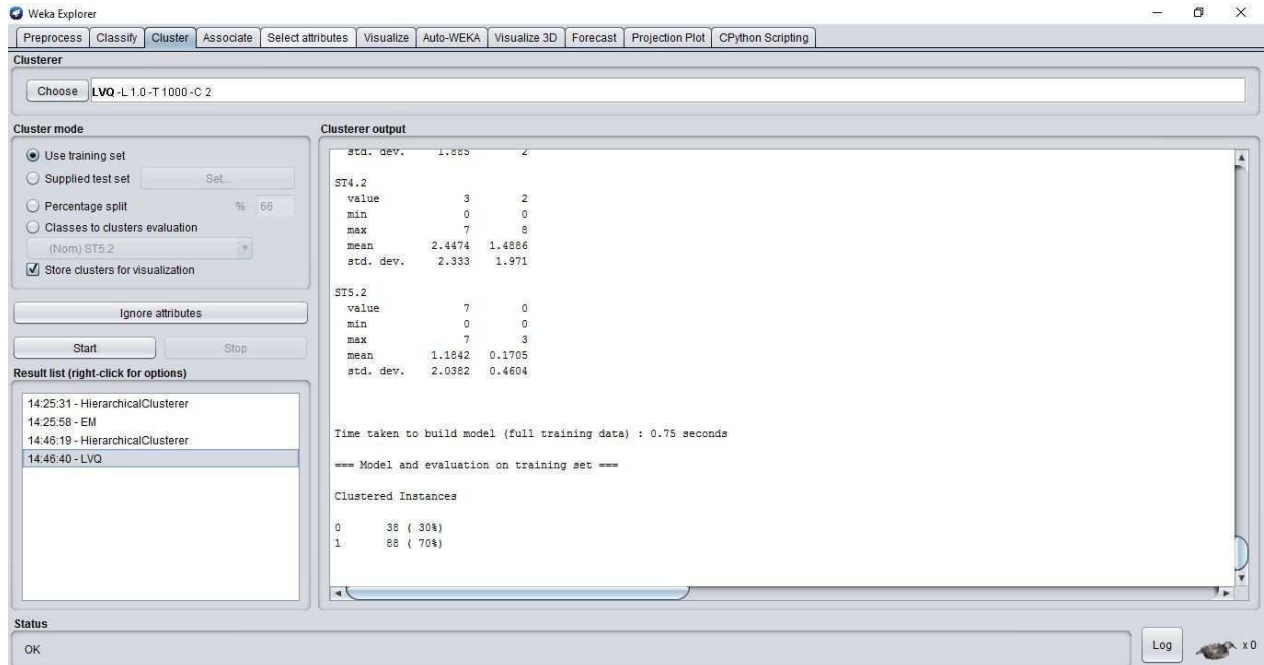 Weka Explorer
Preprocess Classify Cluster Associate Select attributes Visualize Auto-WEKA Visualize 3D Forecast Projection Plot CPython Scripting
Clusterer
Choose LVQ -L 1.0 -T 1000 -C 2
Cluster mode
Use training set
Supplied test set Set...
Percentage split % 66
Classes to clusters evaluation
(Nom) ST5.2
Store clusters for visualization
Ignore attributes
Start Stop
Result list (right-click for options)
14:25:31 - HierarchicalClusterer
14:25:58 - EM
14:46:19 - HierarchicalClusterer
14:46:40 - LVQ
Clusterer output
std. dev. 1.885 2
ST4.2
value 3 2
min 0 0
max 7 8
mean 2.4474 1.4886
std. dev. 2.333 1.971
ST5.2
value 7 0
min 0 0
max 7 3
mean 1.1842 0.1705
std. dev. 2.0382 0.4604
Time taken to build model (full training data) : 0.75 seconds
=== Model and evaluation on training set ===
Clustered Instances
0 38 ( 30%)
1 88 ( 70%)
Status
OK
Log x 0